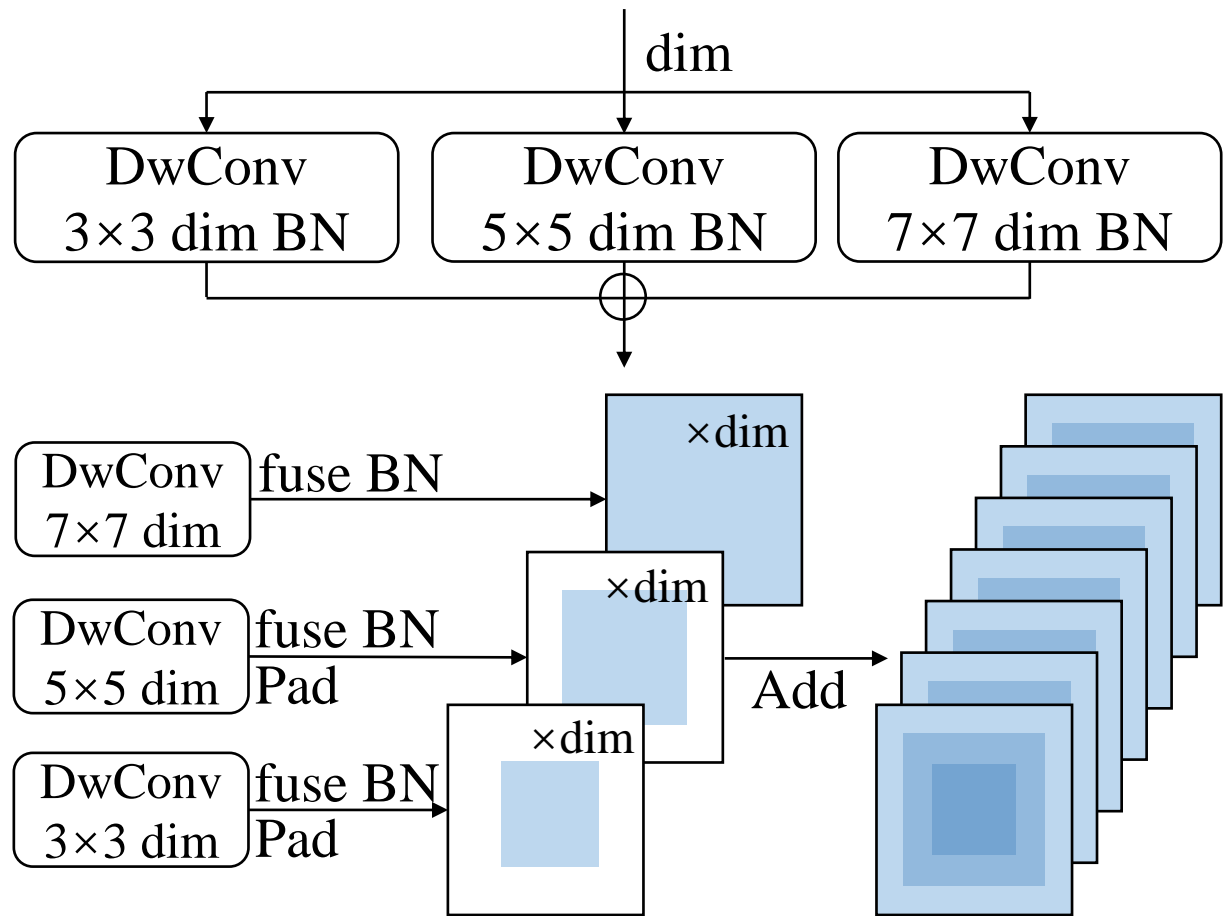 dim
DwConv
3×3 dim BN
DwConv
5×5 dim BN
DwConv
7×7 dim BN
×dim
DwConv
7×7 dim
fuse BN
×dim
DwConv
5×5 dim
fuse BN
Pad
Add
×dim
DwConv
3×3 dim
fuse BN
Pad